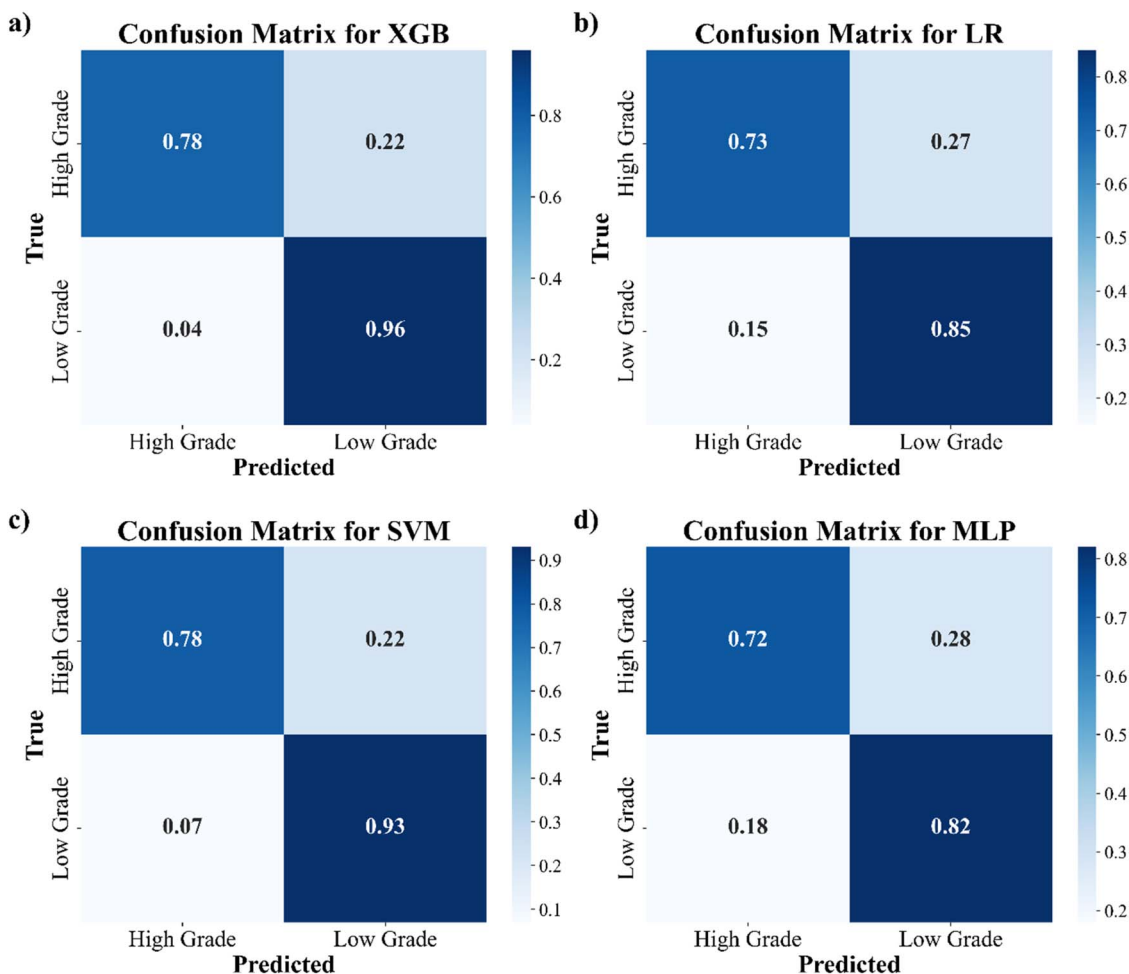 a)
Confusion Matrix for XGB
High Grade
Low Grade
True
0.78
0.22
0.04
0.96
High Grade
Low Grade
Predicted
0.8
0.6
0.4
0.2
b)
Confusion Matrix for LR
High Grade
Low Grade
True
0.73
0.27
0.15
0.85
High Grade
Low Grade
Predicted
0.8
0.7
0.6
0.5
0.4
0.3
0.2
c)
Confusion Matrix for SVM
High Grade
Low Grade
True
0.78
0.22
0.07
0.93
High Grade
Low Grade
Predicted
0.9
0.8
0.7
0.6
0.5
0.4
0.3
0.2
0.1
d)
Confusion Matrix for MLP
High Grade
Low Grade
True
0.72
0.28
0.18
0.82
High Grade
Low Grade
Predicted
0.8
0.7
0.6
0.5
0.4
0.3
0.2